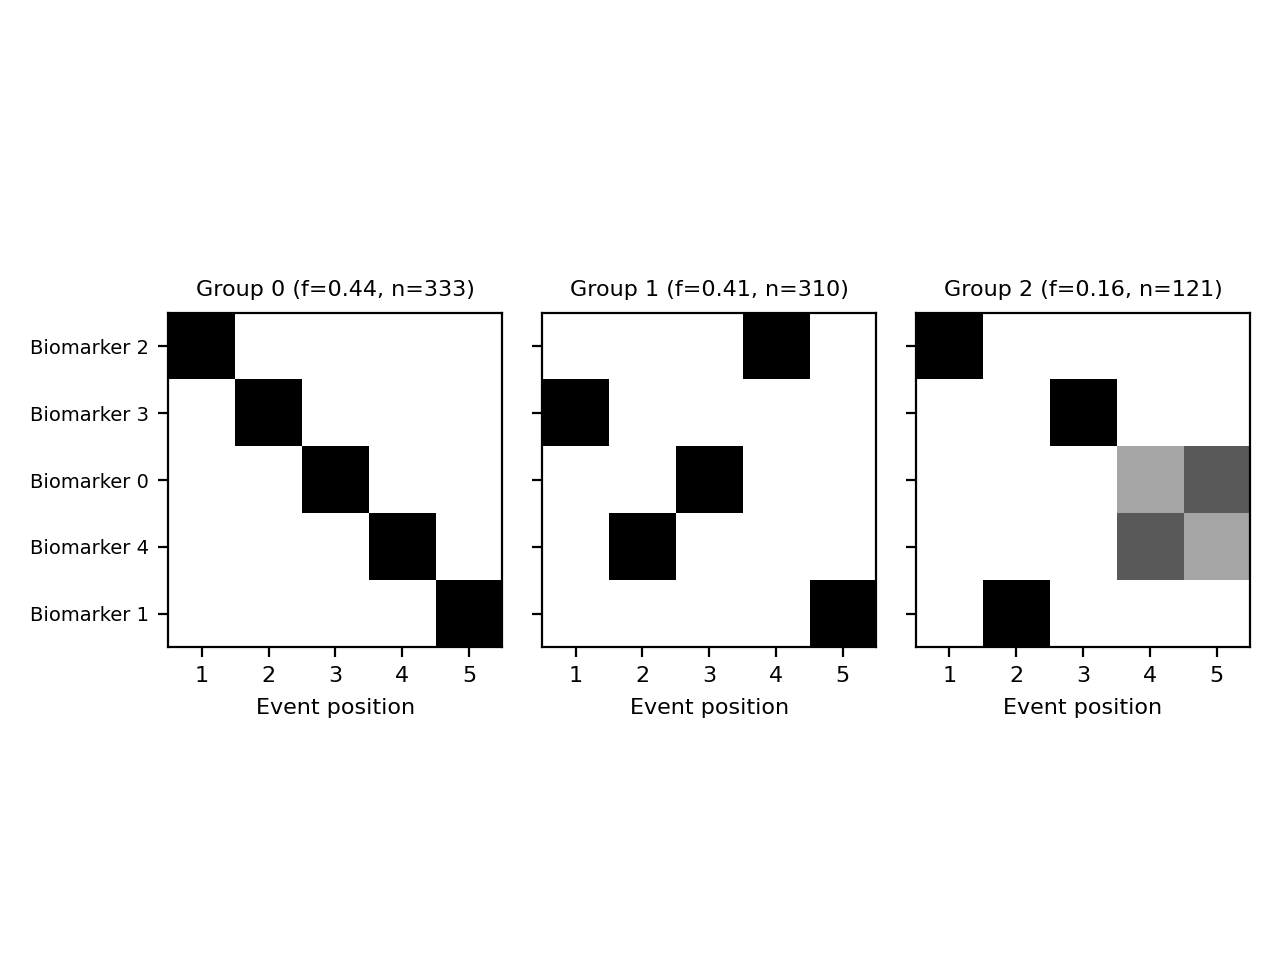 Group 0 (f=0.44, n=333)
Group 1 (f=0.41, n=310)
Group 2 (f=0.16, n=121)
Biomarker 2
Biomarker 3
Biomarker 0
Biomarker 4
Biomarker 1
1 2 3 4 5
1 2 3 4 5
1 2 3 4 5
Event position
Event position
Event position